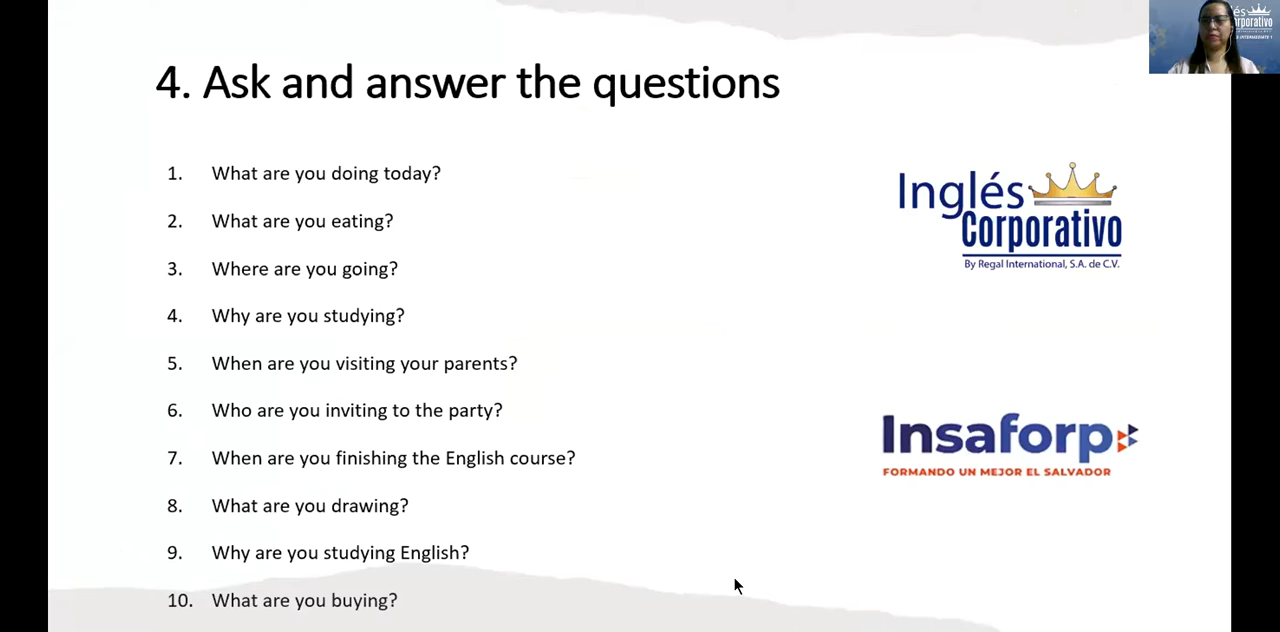 4. Ask and answer the questions
1. What are you doing today?
2. What are you eating?
3. Where are you going?
4. Why are you studying?
5. When are you visiting your parents?
6. Who are you inviting to the party?
7. When are you finishing the English course?
8. What are you drawing?
9. Why are you studying English?
10. What are you buying?
Inglés
Corporativo
By Regal International, S.A. de C.V.
Insaforp
FORMANDO UN MEJOR EL SALVADOR